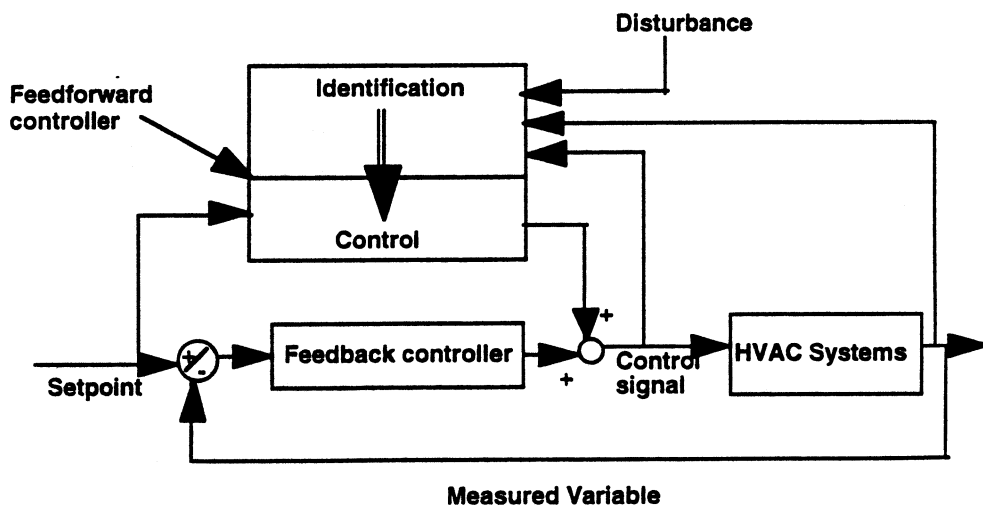 Disturbance
Identification
Feedforward
controller
Control
+
+
-
Feedback controller
+
Control
signal
HVAC Systems
Setpoint
Measured Variable